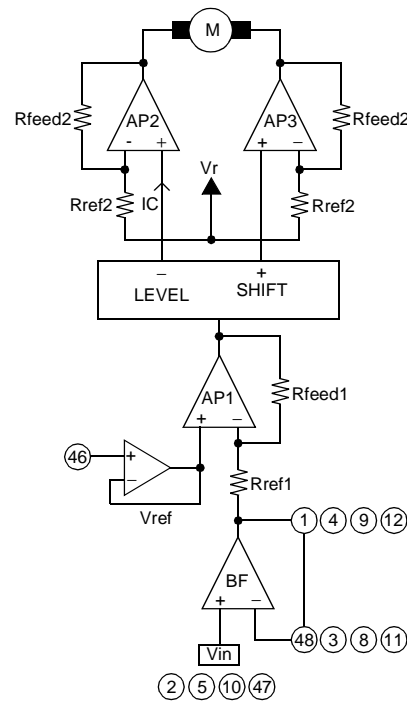 M
Rfeed2 AP2 AP3 Rfeed2
- + + −
Vr
Rref2 IC Rref2
− +
LEVEL SHIFT
AP1 Rfeed1
+ −
46 + −
Rref1
Vref
1 4 9 12
BF
+ −
48 3 8 11
Vin
2 5 10 47